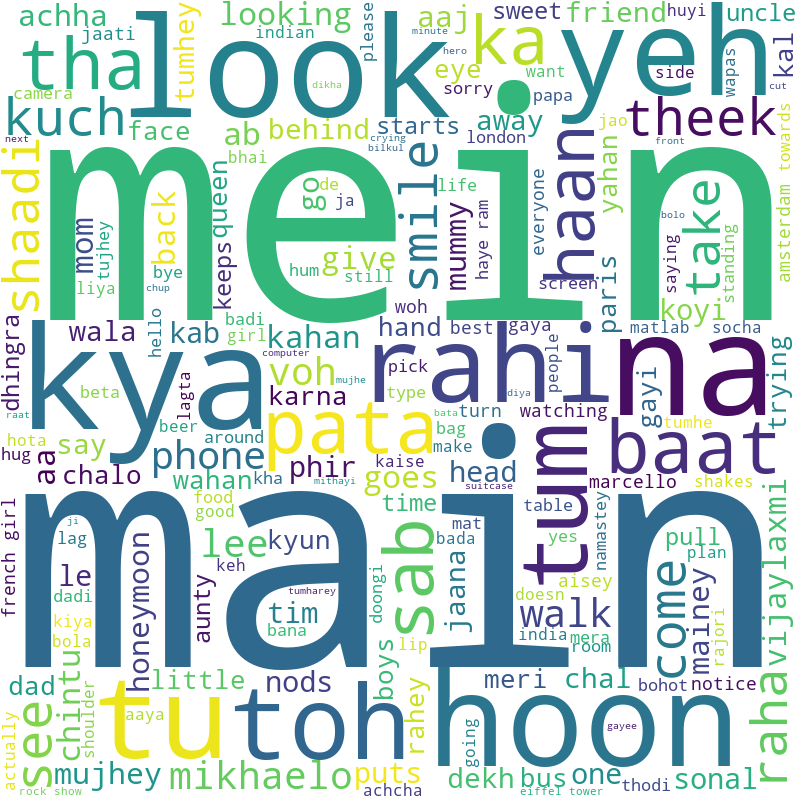 achha
looking
aaj
sweet
friend
huyi
uncle
jaati
indian
please
minute
hero
tumhey
tha
look
ka
yeh
kal
wapas
eye
want
side
camera
dikha
sorry
papa
cut
kuch
face
ab
behind
starts
away
london
haan
theek
next
bhai
crying
bilkul
jao
front
towards
mein
shaadi
mom
tujhey
back
queen
go
de
ja
life
smile
mummy
haye ram
everyone
yahan
take
bolo
saying
standing
amsterdam
liya
bye
chup
keeps
hum
give
still
screen
paris
koyi
woh
badi
girl
hello
dhingra
wala
kab
kahan
hand
best
gaya
people
matlab
socha
kya
computer
mujhe
voh
rahi
na
pick
type
diya
gayi
trying
beta
lagta
karna
raat
beer
pata
bata
turn
watching
tumhe
hota
say
around
bag
make
tum
baat
hug
aa
phone
phir
kaise
head
marcello
shakes
chalo
wahan
kha
mithayi
goes
suitcase
food
good
time
table
namastey
vijaylaxmi
french girl
ji
main
lag
lee
kyun
mat
bada
yes
pull
plan
doesn
le
keh
sab
jaana
aisey
dadi
aunty
tumharey
doongi
india
room
come
mainey
rajori
kiya
bola
honeymoon
tim
bana
walk
mera
lip
boys
dad
chintu
little
nods
meri
chal
bohot
notice
raha
shoulder
aaya
tu
toh
hoon
rahey
gayee
actually
see
going
mujhey
mikhaelo
puts
dekh
bus
one
thodi
sonal
rock show
achcha
eiffel tower